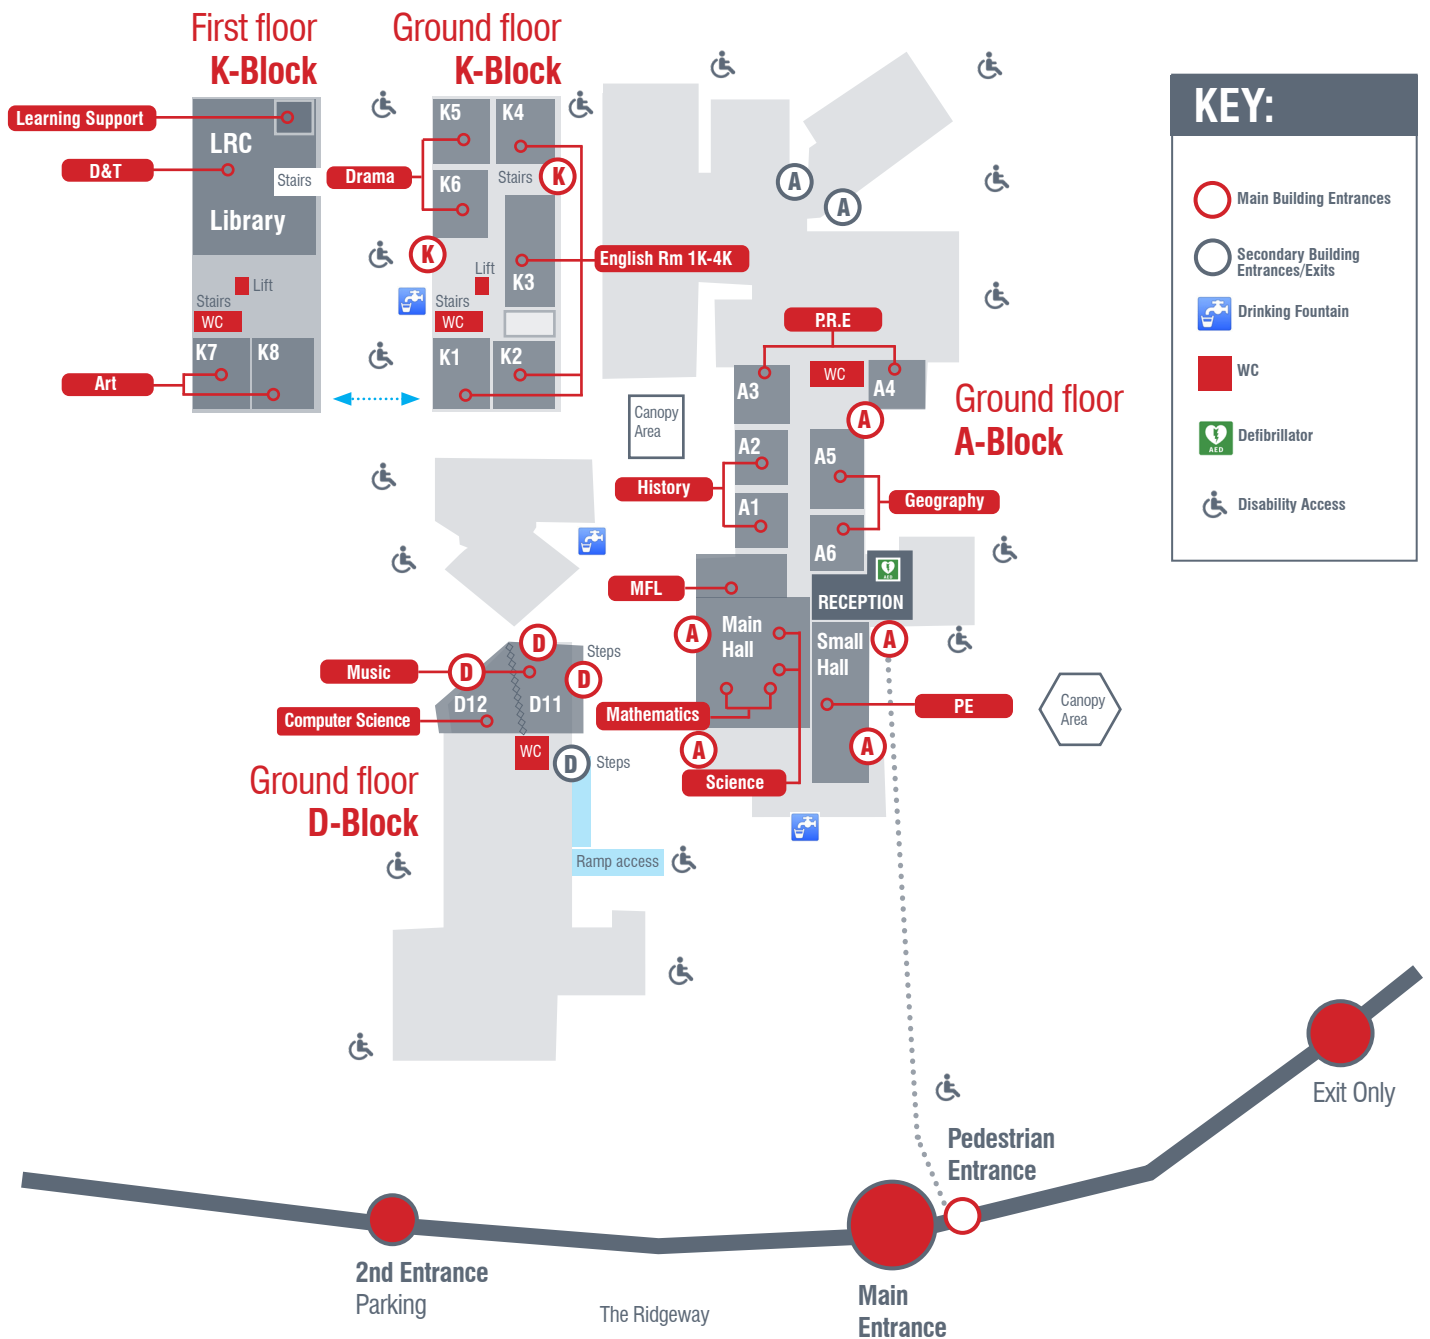 First floor
K-Block
Ground floor
K-Block
Learning Support
D&T
LRC
Library
Stairs
Lift
Stairs
WC
K7
K8
Art
Drama
K5
K4
K6
Stairs
K
K
Lift
K3
Stairs
WC
K1
K2
English Rm 1K-4K
A
A
KEY:
Main Building Entrances
Secondary Building
Entrances/Exits
Drinking Fountain
WC
Defibrillator
AED
Disability Access
P.R.E
A3
WC
A4
A
Ground floor
A-Block
Canopy
Area
A2
A5
History
A1
Geography
A6
AED
RECEPTION
MFL
Main
Hall
A
Small
Hall
A
Mathematics
A
A
Science
PE
Canopy
Area
Music
D
D
D
Steps
D12
D11
Computer Science
WC
D
Steps
Ground floor
D-Block
Ramp access
Exit Only
Pedestrian
Entrance
2nd Entrance
Parking
The Ridgeway
Main
Entrance